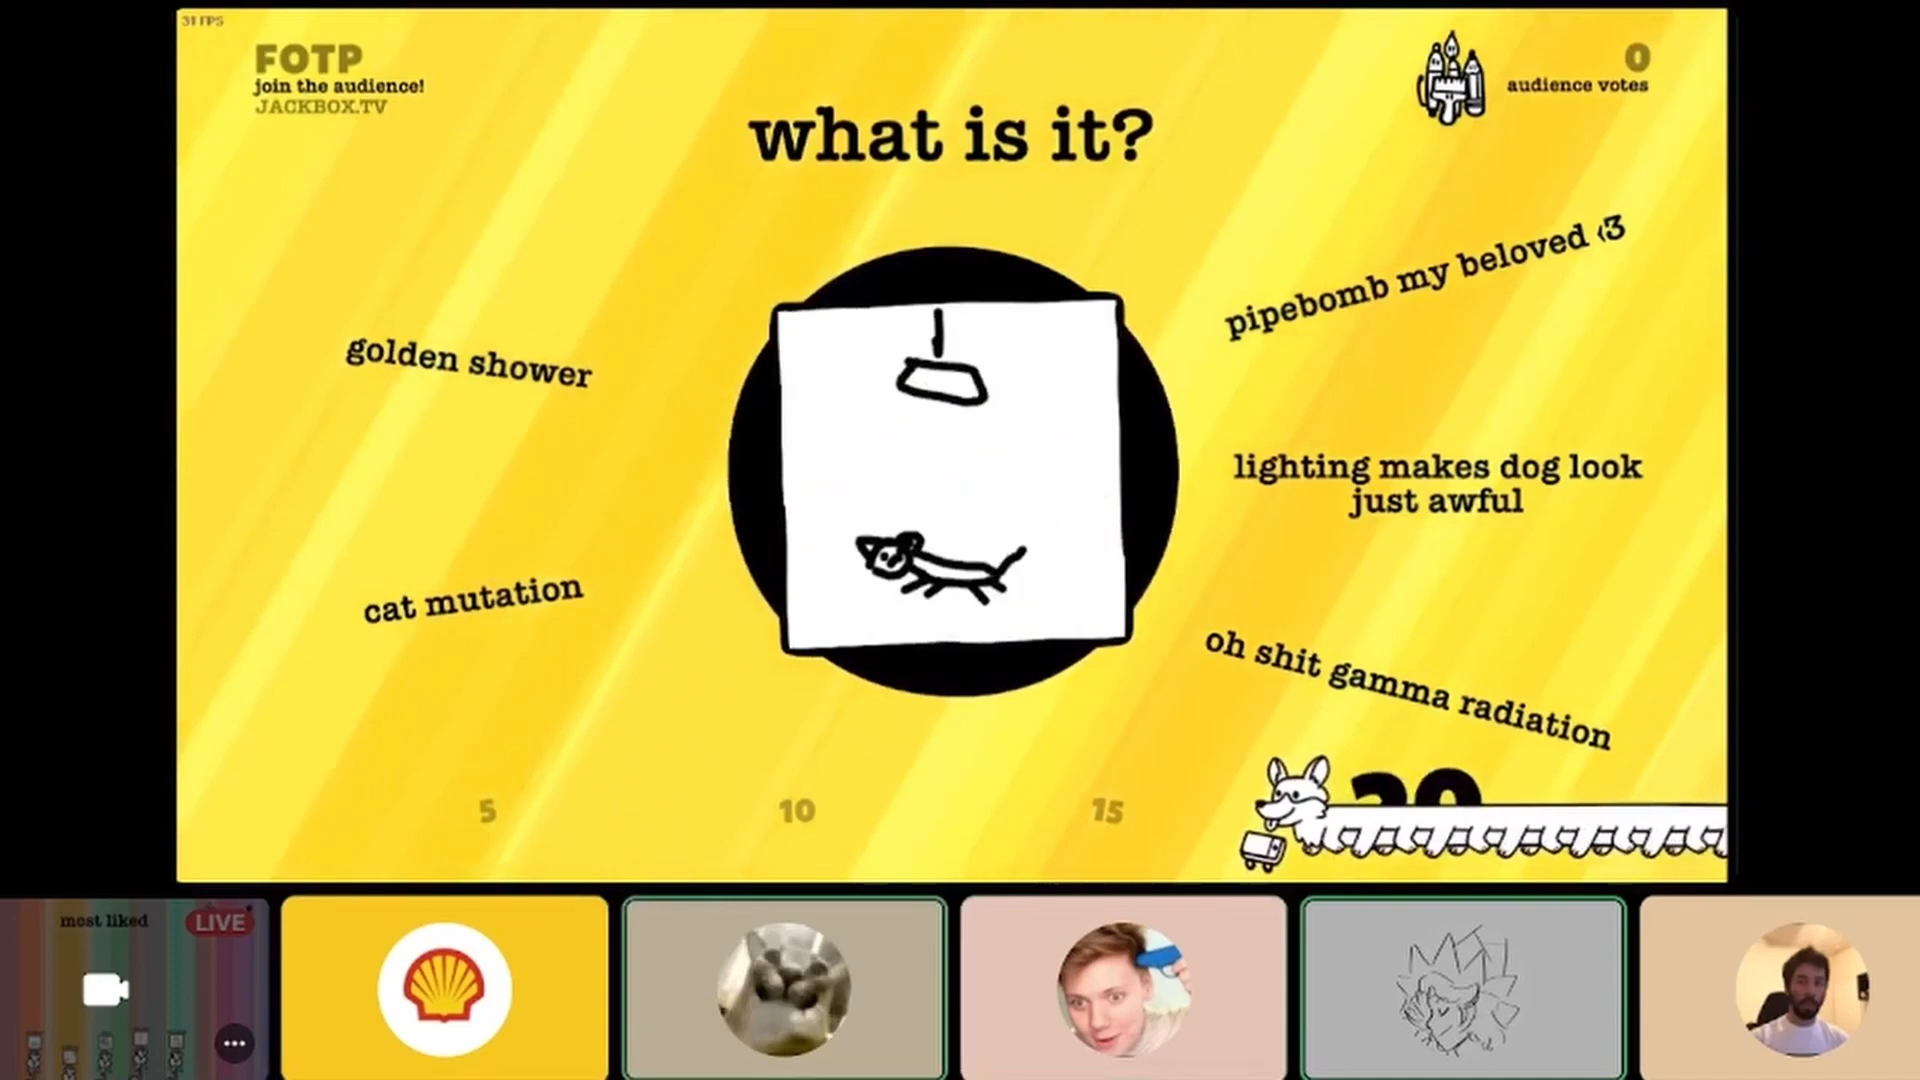 31 FPS
FOTP
join the audience!
JACKBOX.TV
0
audience votes
what is it?
pipebomb my beloved <3
golden shower
lighting makes dog look
just awful
cat mutation
oh shit gamma radiation
5
10
15
20
most liked
LIVE